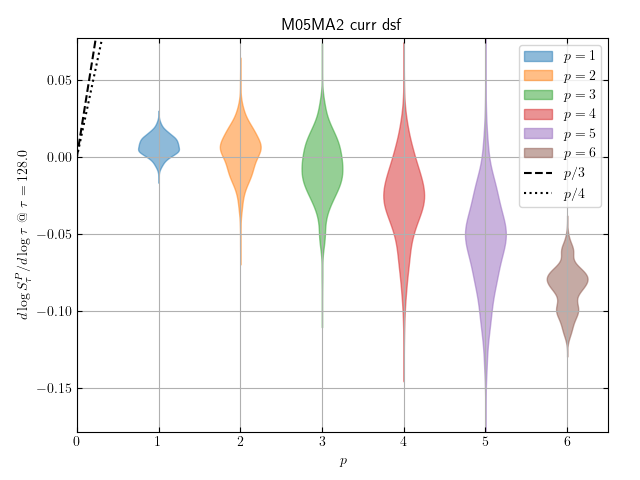 M05MA2 curr dsf
d log S_τ^P / d log τ @ τ = 128.0
0.05
0.00
−0.05
−0.10
−0.15
0 1 2 3 4 5 6
p
p = 1
p = 2
p = 3
p = 4
p = 5
p = 6
p/3
p/4